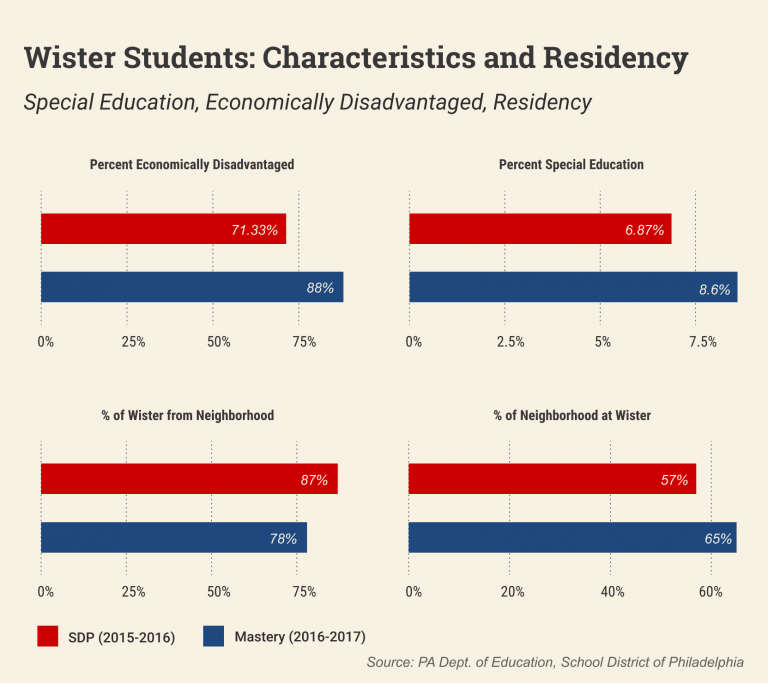 Wister Students: Characteristics and Residency
Special Education, Economically Disadvantaged, Residency
Percent Economically Disadvantaged
71.33%
88%
0% 25% 50% 75%
Percent Special Education
6.87%
8.6%
0% 2.5% 5% 7.5%
% of Wister from Neighborhood
87%
78%
0% 25% 50% 75%
% of Neighborhood at Wister
57%
65%
0% 20% 40% 60%
SDP (2015-2016) Mastery (2016-2017)
Source: PA Dept. of Education, School District of Philadelphia